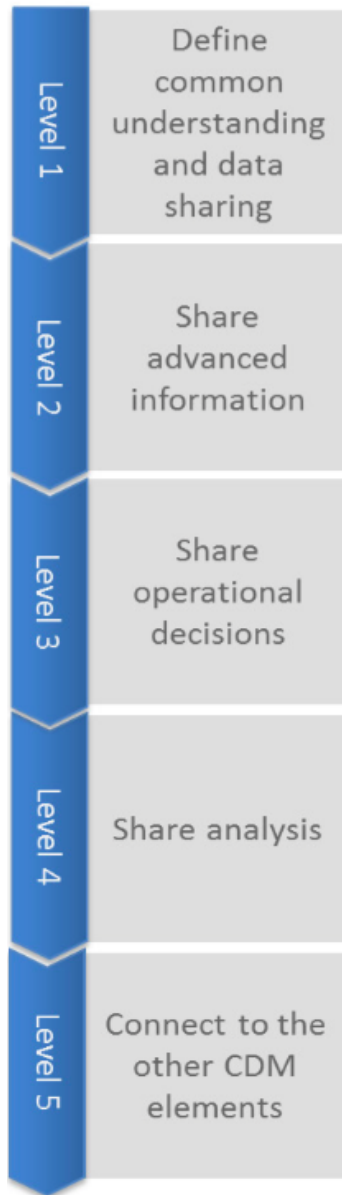 Level 1
Define
common
understanding
and data
sharing
Level 2
Share
advanced
information
Level 3
Share
operational
decisions
Level 4
Share analysis
Level 5
Connect to the
other CDM
elements